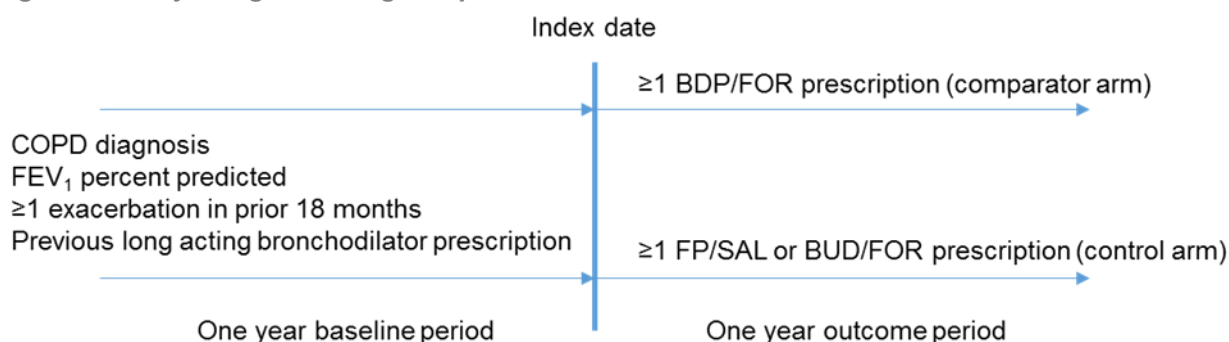 Index date
≥1 BDP/FOR prescription (comparator arm)
COPD diagnosis
FEV₁ percent predicted
≥1 exacerbation in prior 18 months
Previous long acting bronchodilator prescription
≥1 FP/SAL or BUD/FOR prescription (control arm)
One year baseline period
One year outcome period